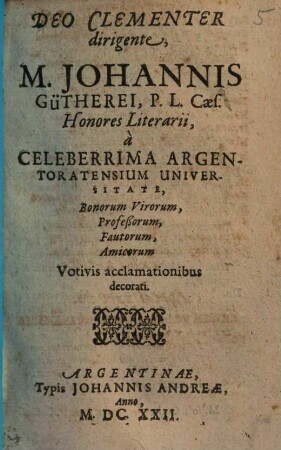 5
DEO CLEMENTER
dirigente,
M. JOHANNIS
GüTHEREI, P. L. Cæs.
Honores Literarii,
à
CELEBERRIMA ARGEN-
TORATENSIUM UNIVER-
SITATE,
Bonorum Virorum,
Profeßorum,
Fautorum,
Amicorum
Votivis acclamationibus
decorati.
ARGENTINAE,
Typis JOHANNIS ANDREÆ,
Anno,
M. DC. XXII.